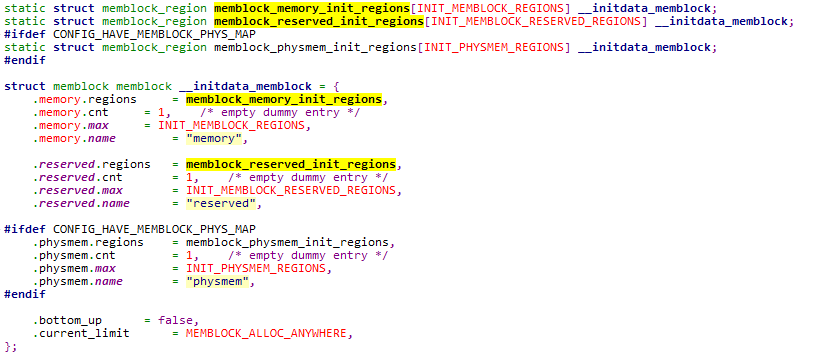 static struct memblock_region memblock_memory_init_regions[INIT_MEMBLOCK_REGIONS] __initdata_memblock;
static struct memblock_region memblock_reserved_init_regions[INIT_MEMBLOCK_RESERVED_REGIONS] __initdata_memblock;
#ifdef CONFIG_HAVE_MEMBLOCK_PHYS_MAP
static struct memblock_region memblock_physmem_init_regions[INIT_PHYSMEM_REGIONS] __initdata_memblock;
#endif

struct memblock memblock __initdata_memblock = {
    .memory.regions     = memblock_memory_init_regions,
    .memory.cnt     = 1,    /* empty dummy entry */
    .memory.max     = INIT_MEMBLOCK_REGIONS,
    .memory.name        = "memory",

    .reserved.regions   = memblock_reserved_init_regions,
    .reserved.cnt       = 1,    /* empty dummy entry */
    .reserved.max       = INIT_MEMBLOCK_RESERVED_REGIONS,
    .reserved.name      = "reserved",

#ifdef CONFIG_HAVE_MEMBLOCK_PHYS_MAP
    .physmem.regions    = memblock_physmem_init_regions,
    .physmem.cnt        = 1,    /* empty dummy entry */
    .physmem.max        = INIT_PHYSMEM_REGIONS,
    .physmem.name       = "physmem",
#endif

    .bottom_up      = false,
    .current_limit      = MEMBLOCK_ALLOC_ANYWHERE,
};